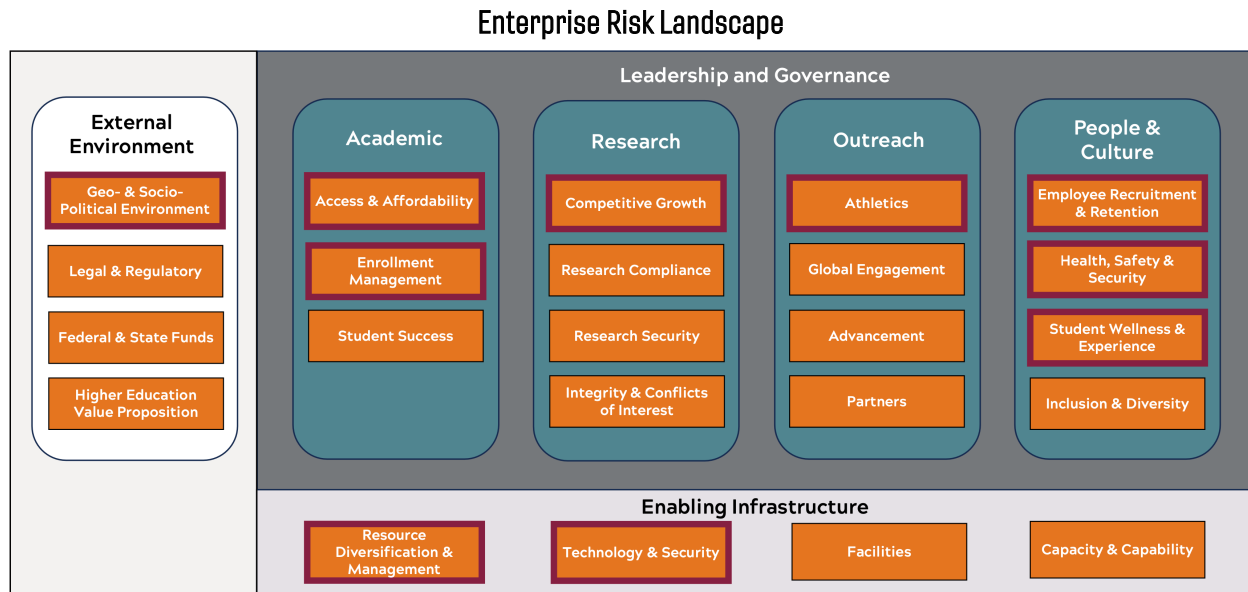 Enterprise Risk Landscape
External
Environment
Geo- & Socio-
Political Environment
Legal & Regulatory
Federal & State Funds
Higher Education
Value Proposition
Leadership and Governance
Academic
Access & Affordability
Enrollment
Management
Student Success
Research
Competitive Growth
Research Compliance
Research Security
Integrity & Conflicts
of Interest
Outreach
Athletics
Global Engagement
Advancement
Partners
People &
Culture
Employee Recruitment
& Retention
Health, Safety &
Security
Student Wellness &
Experience
Inclusion & Diversity
Enabling Infrastructure
Resource
Diversification &
Management
Technology & Security
Facilities
Capacity & Capability